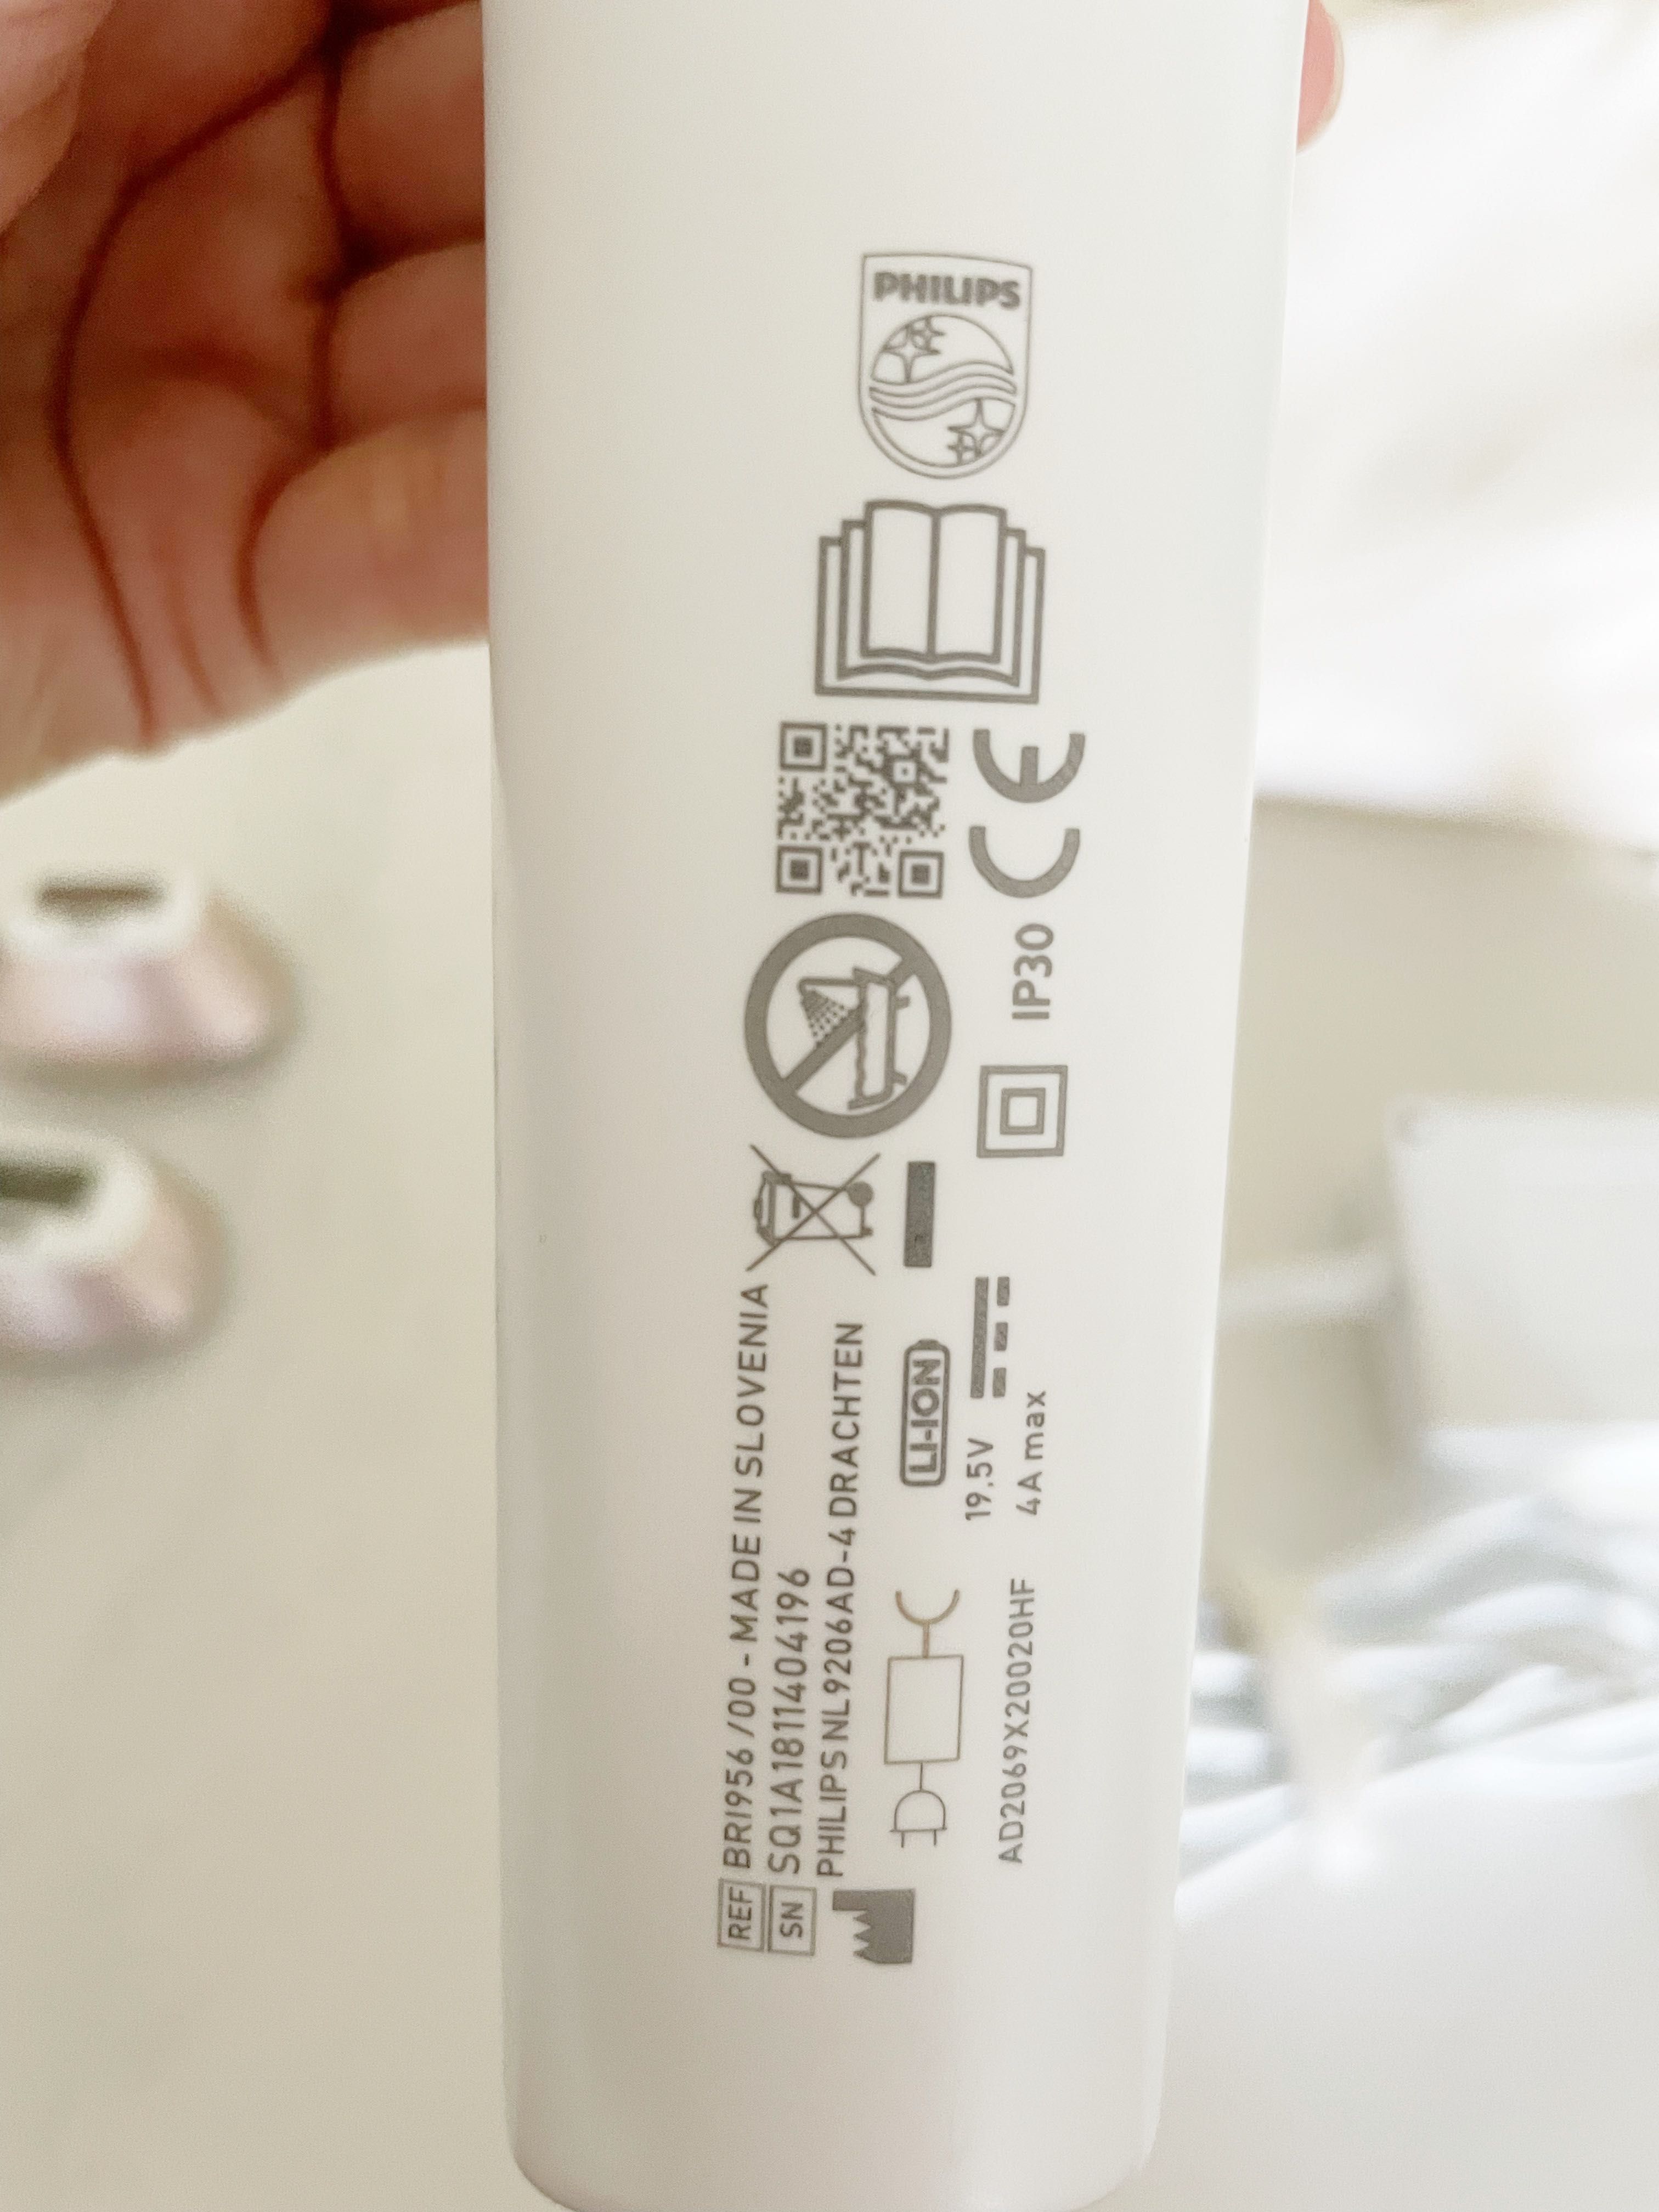 REF BRI956 /00 - MADE IN SLOVENIA
SN SQ1A1811404196
PHILIPS NL9206AD-4 DRACHTEN
LI-ION
19.5V
4A max
AD2069X20020HF
IP30
CE
PHILIPS